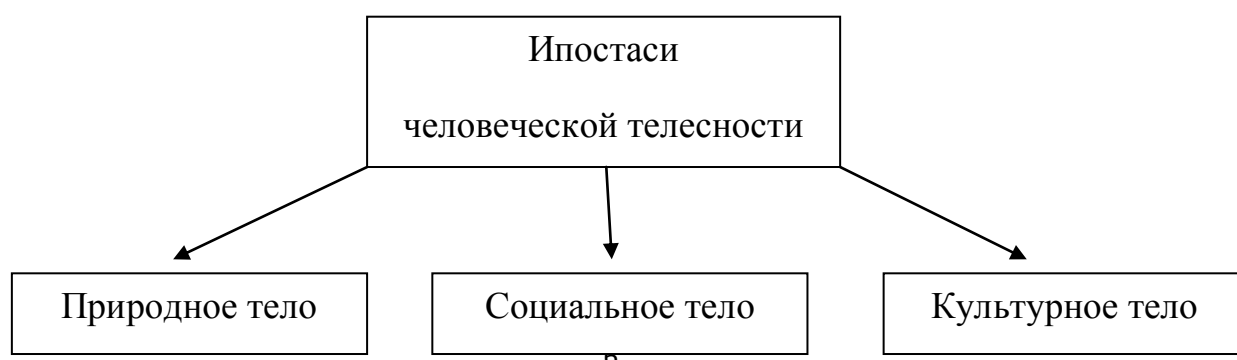 Ипостаси
человеческой телесности
Природное тело
Социальное тело
Культурное тело